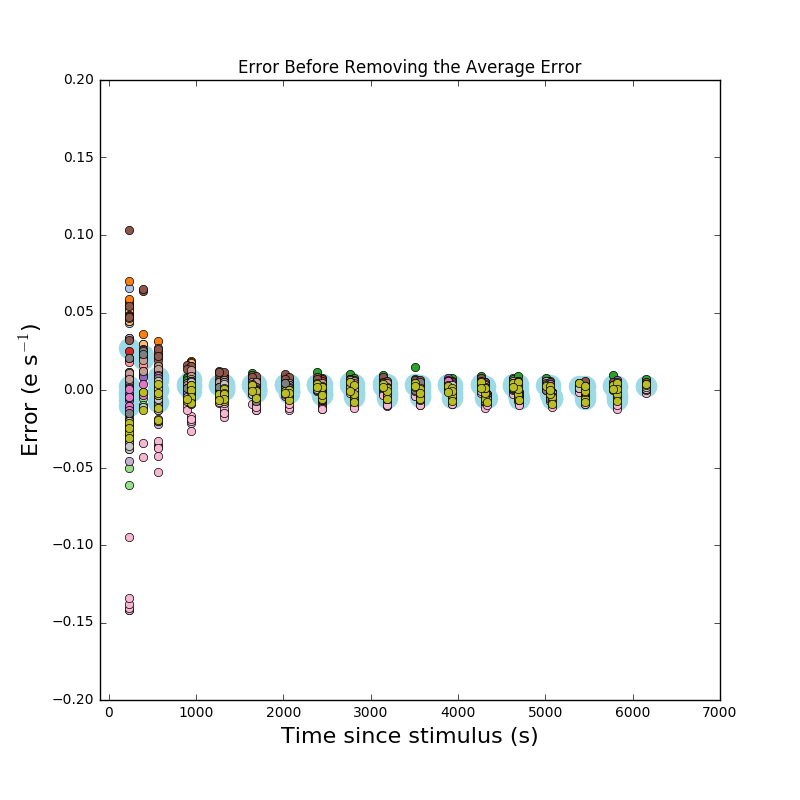 Error Before Removing the Average Error
0.20
0.15
0.10
0.05
0.00
−0.05
−0.10
−0.15
−0.20
Error (e s⁻¹)
0 1000 2000 3000 4000 5000 6000 7000
Time since stimulus (s)